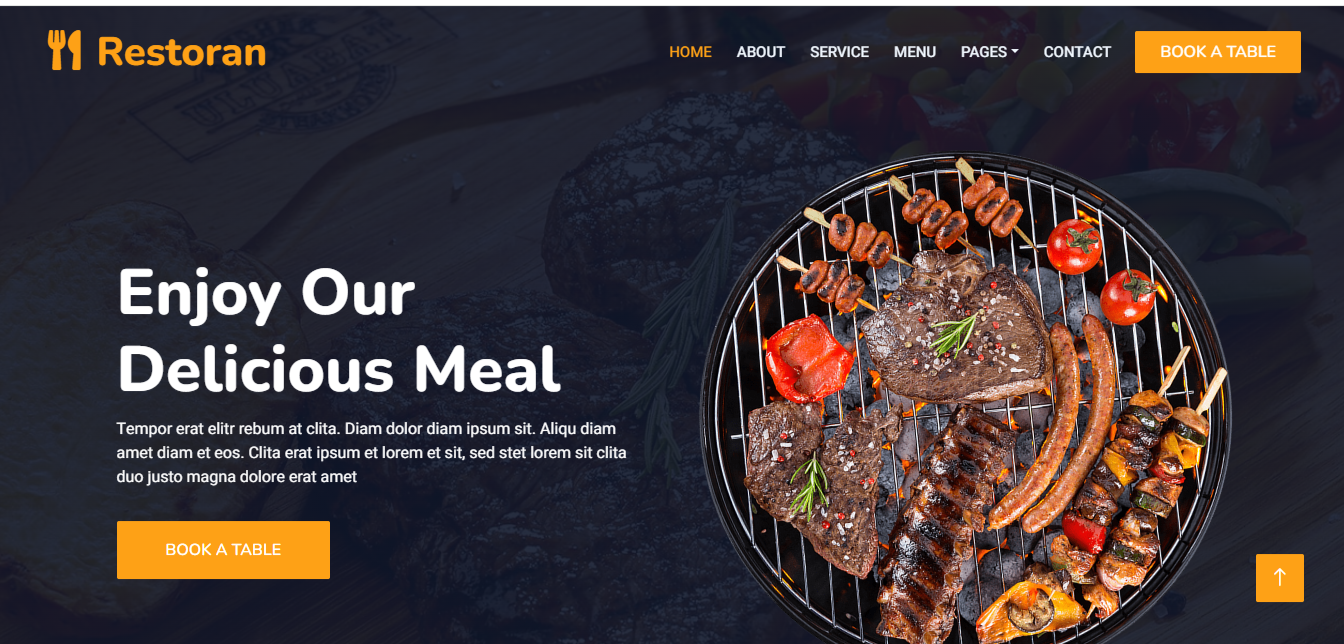 Restoran
HOME ABOUT SERVICE MENU PAGES CONTACT BOOK A TABLE
Enjoy Our
Delicious Meal
Tempor erat elitr rebum at clita. Diam dolor diam ipsum sit. Aliqu diam
amet diam et eos. Clita erat ipsum et lorem et sit, sed stet lorem sit clita
duo justo magna dolore erat amet
BOOK A TABLE